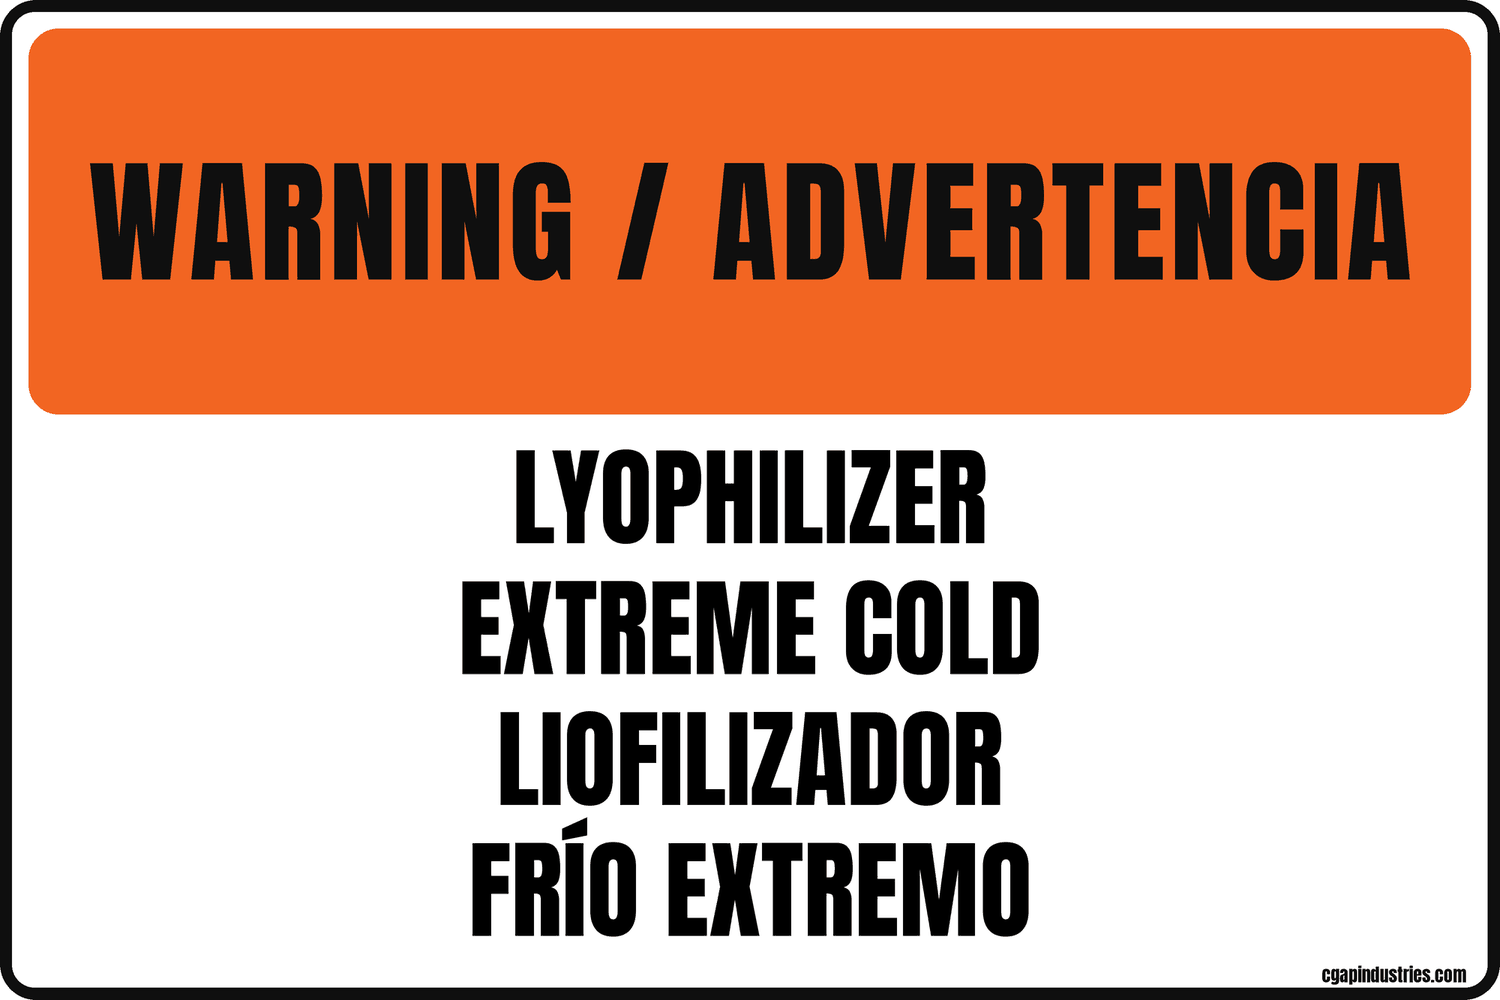 WARNING / ADVERTENCIA
LYOPHILIZER
EXTREME COLD
LIOFILIZADOR
FRÍO EXTREMO
cgapindustries.com